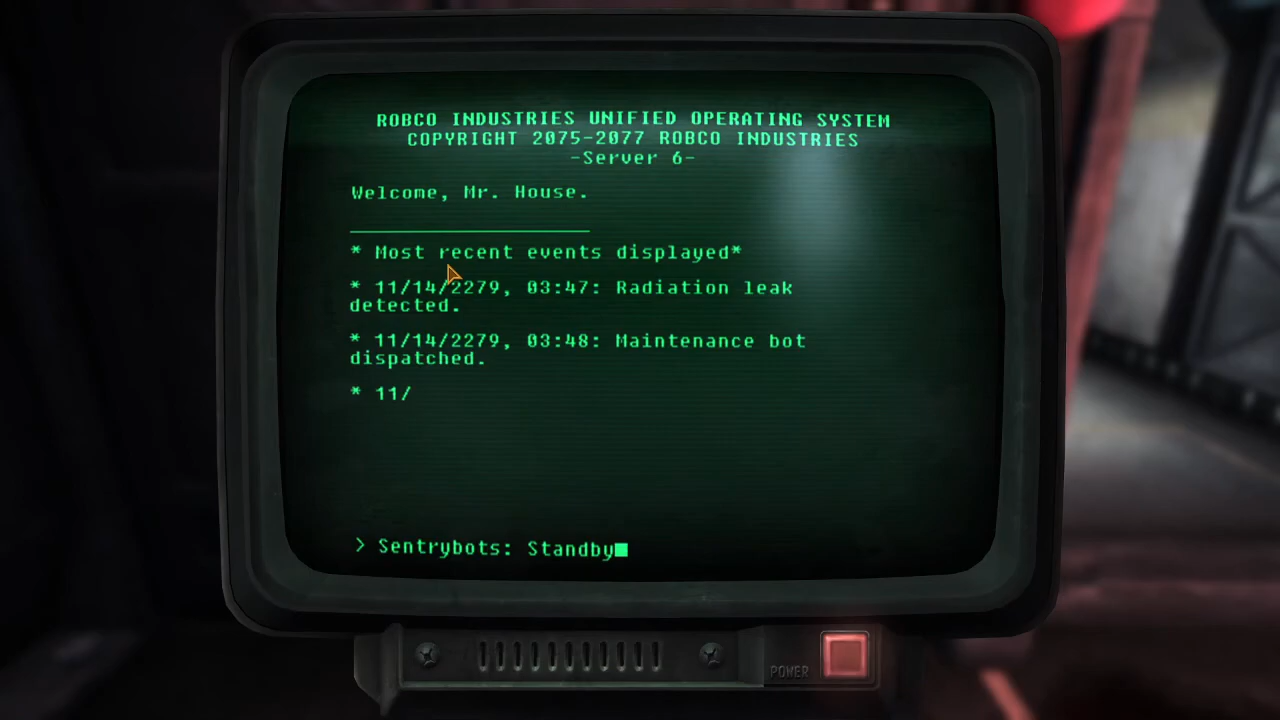 ROBCO INDUSTRIES UNIFIED OPERATING SYSTEM
COPYRIGHT 2075-2077 ROBCO INDUSTRIES
-Server 6-
Welcome, Mr. House.
* Most recent events displayed*
* 11/14/2279, 03:47: Radiation leak
detected.
* 11/14/2279, 03:48: Maintenance bot
dispatched.
* 11/
> Sentrybots: Standby
POWER